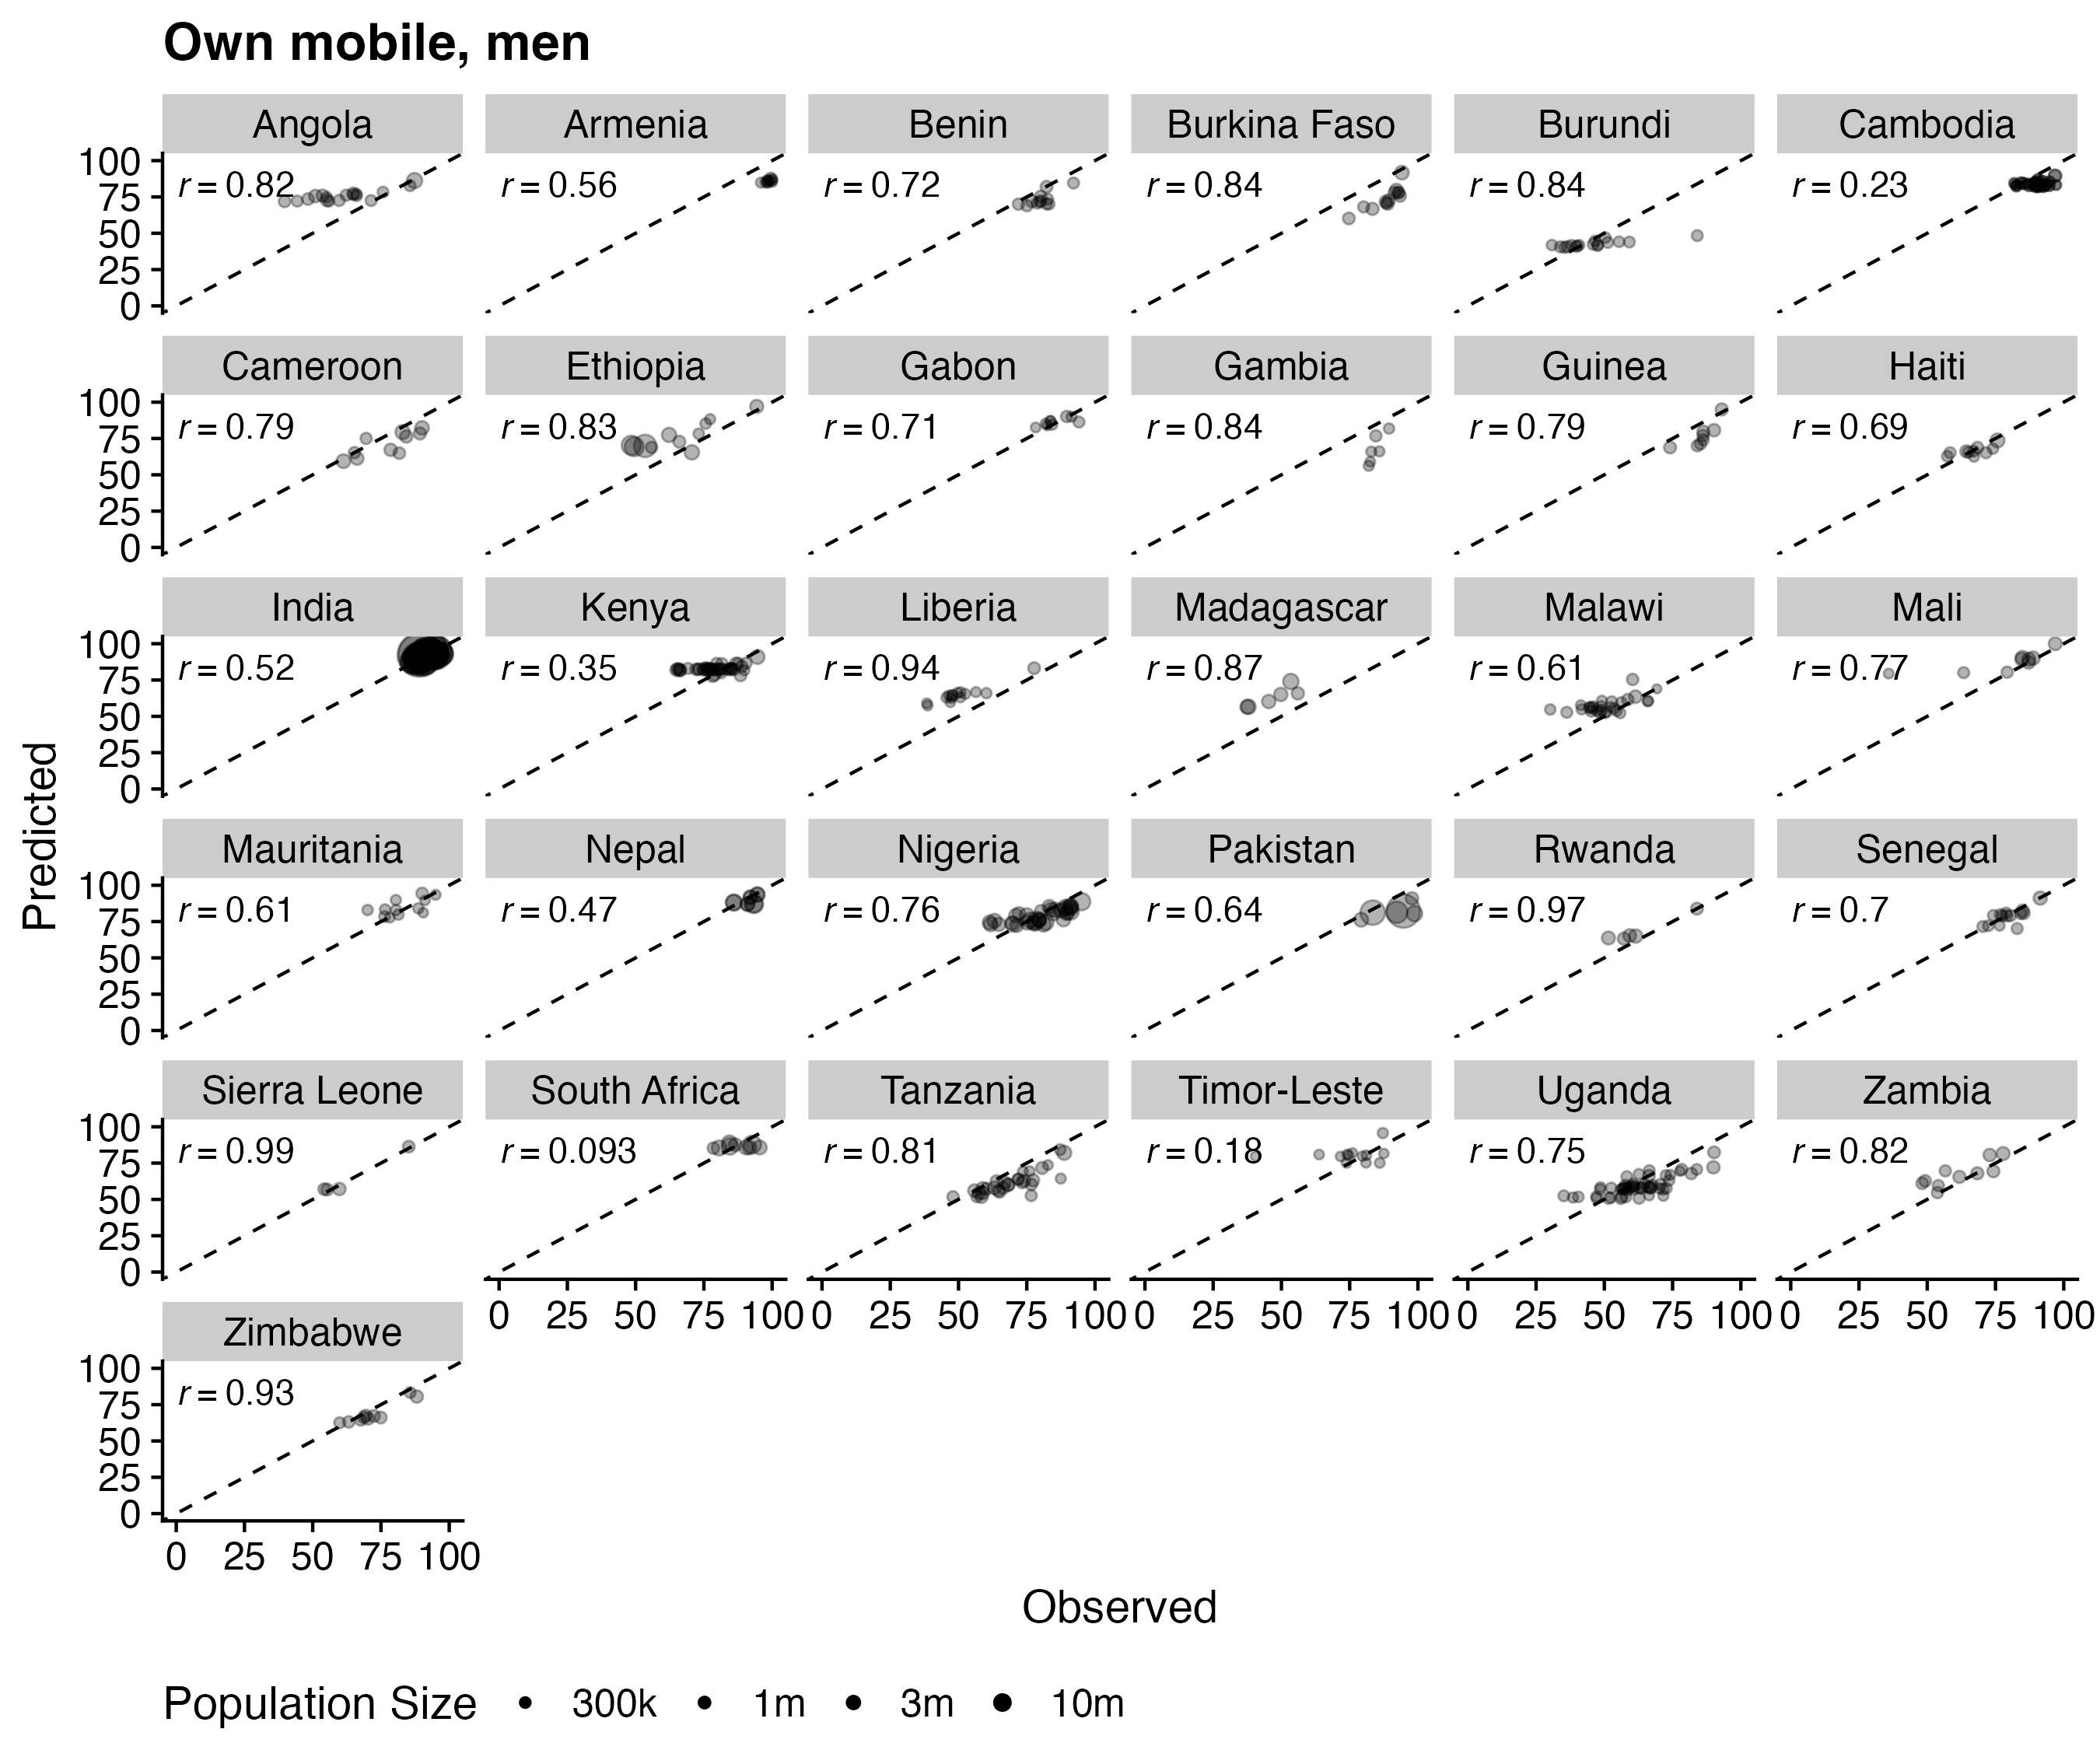 Own mobile, men
Angola Armenia Benin Burkina Faso Burundi Cambodia
100
75
50
25
0
r = 0.82 r = 0.56 r = 0.72 r = 0.84 r = 0.84 r = 0.23
Cameroon Ethiopia Gabon Gambia Guinea Haiti
100
75
50
25
0
r = 0.79 r = 0.83 r = 0.71 r = 0.84 r = 0.79 r = 0.69
India Kenya Liberia Madagascar Malawi Mali
100
75
50
25
0
r = 0.52 r = 0.35 r = 0.94 r = 0.87 r = 0.61 r = 0.77
Predicted
Mauritania Nepal Nigeria Pakistan Rwanda Senegal
100
75
50
25
0
r = 0.61 r = 0.47 r = 0.76 r = 0.64 r = 0.97 r = 0.7
Sierra Leone South Africa Tanzania Timor-Leste Uganda Zambia
100
75
50
25
0
r = 0.99 r = 0.093 r = 0.81 r = 0.18 r = 0.75 r = 0.82
0 25 50 75 100 0 25 50 75 100 0 25 50 75 100 0 25 50 75 100 0 25 50 75 100
Zimbabwe
100
75
50
25
0
r = 0.93
0 25 50 75 100
Observed
Population Size 300k 1m 3m 10m